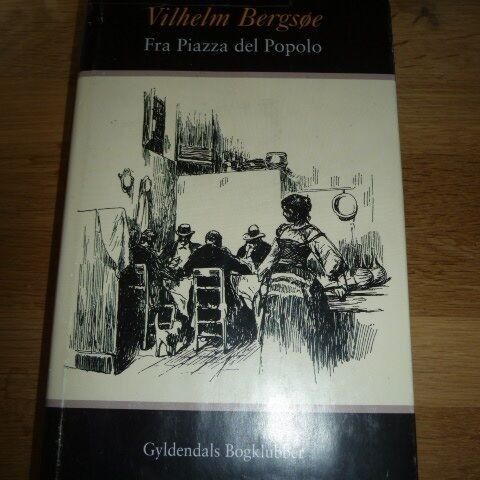 Vilhelm Bergsøe
Fra Piazza del Popolo
Gyldendals Bogklubber